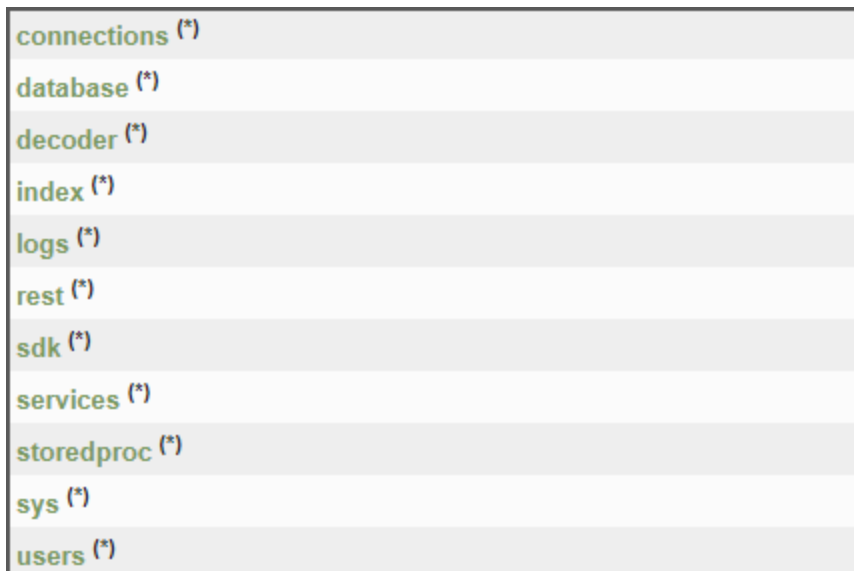 connections (*)
database (*)
decoder (*)
index (*)
logs (*)
rest (*)
sdk (*)
services (*)
storedproc (*)
sys (*)
users (*)